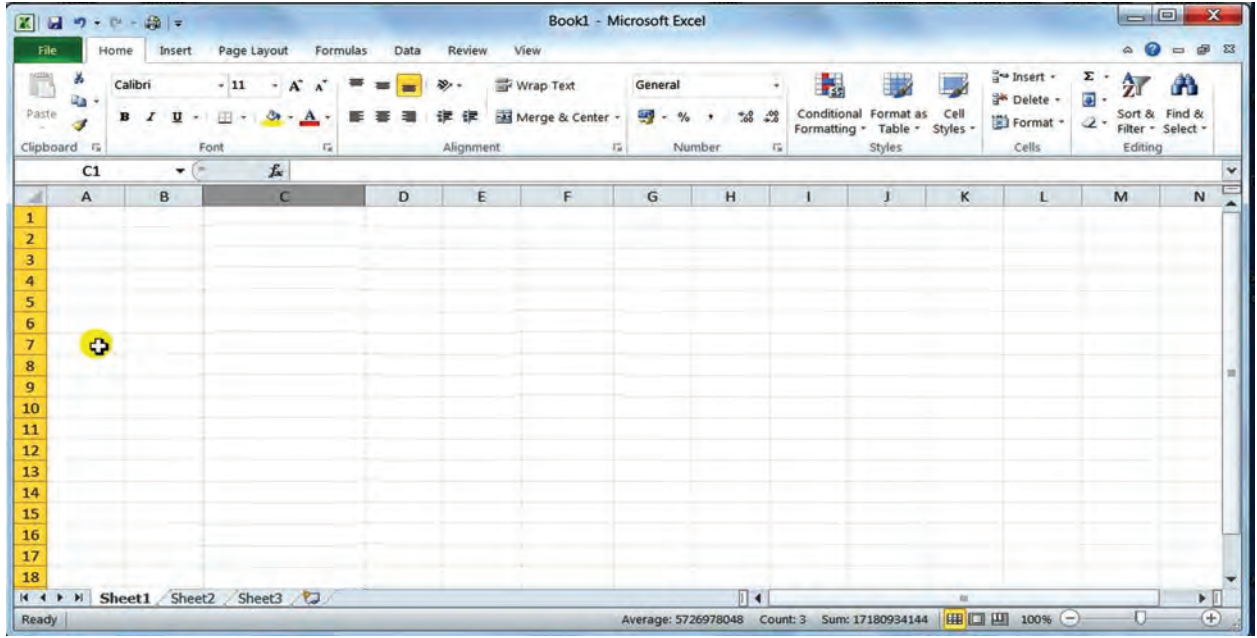 Book1 - Microsoft Excel
File Home Insert Page Layout Formulas Data Review View
Calibri 11 A A Wrap Text General Insert Σ
Paste Conditional Format as Cell Delete Sort & Find &
B I U A Merge & Center % , .00 Formatting Table Styles Format Filter Select
Clipboard Font Alignment Number Styles Cells Editing
C1 fx
A B C D E F G H I J K L M N
1
2
3
4
5
6
7
8
9
10
11
12
13
14
15
16
17
18
Sheet1 Sheet2 Sheet3
Ready Average: 5726978048 Count: 3 Sum: 17180934144 100%